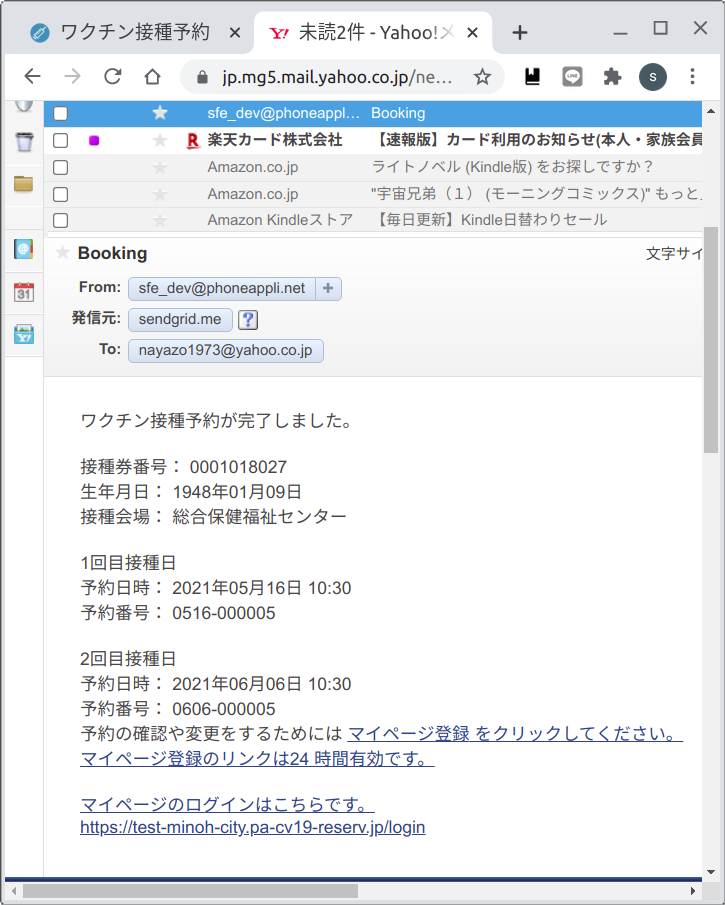 ワクチン接種予約
未読2件 - Yahoo!メ
jp.mg5.mail.yahoo.co.jp/ne…
S
sfe_dev@phoneappl… Booking
楽天カード株式会社 【速報版】カード利用のお知らせ(本人・家族会員
Amazon.co.jp ライトノベル (Kindle版) をお探しですか？
Amazon.co.jp "宇宙兄弟（１） (モーニングコミックス)" もっと
Amazon Kindleストア 【毎日更新】Kindle日替わりセール
Booking 文字サイ
From: sfe_dev@phoneappli.net +
発信元: sendgrid.me ?
To: nayazo1973@yahoo.co.jp
ワクチン接種予約が完了しました。
接種券番号： 0001018027
生年月日： 1948年01月09日
接種会場： 総合保健福祉センター
1回目接種日
予約日時： 2021年05月16日 10:30
予約番号： 0516-000005
2回目接種日
予約日時： 2021年06月06日 10:30
予約番号： 0606-000005
予約の確認や変更をするためには マイページ登録 をクリックしてください。
マイページ登録のリンクは24 時間有効です。
マイページのログインはこちらです。
https://test-minoh-city.pa-cv19-reserv.jp/login